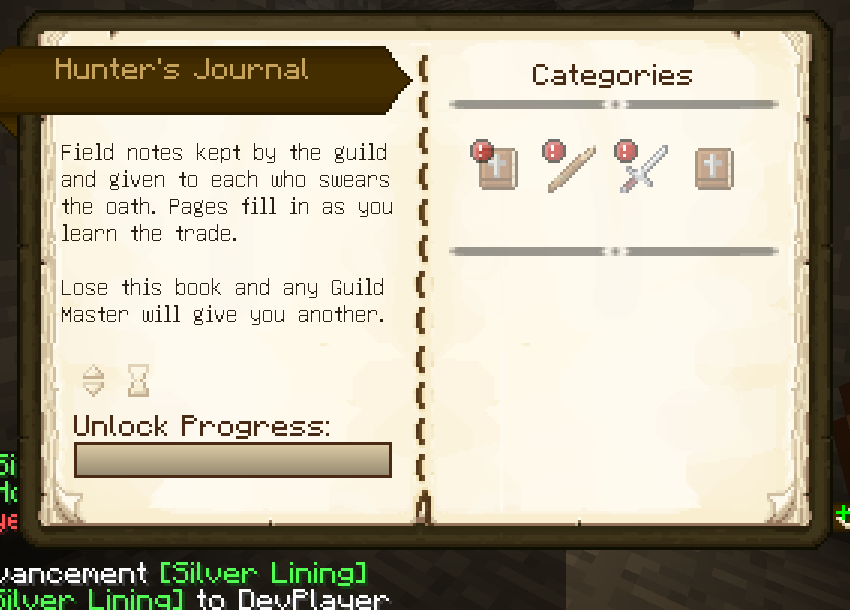 Hunter's Journal
Field notes kept by the guild
and given to each who swears
the oath. Pages fill in as you
learn the trade.
Lose this book and any Guild
Master will give you another.
Unlock Progress:
Categories
vancement [Silver Lining]
Silver Lining] to DevPlayer